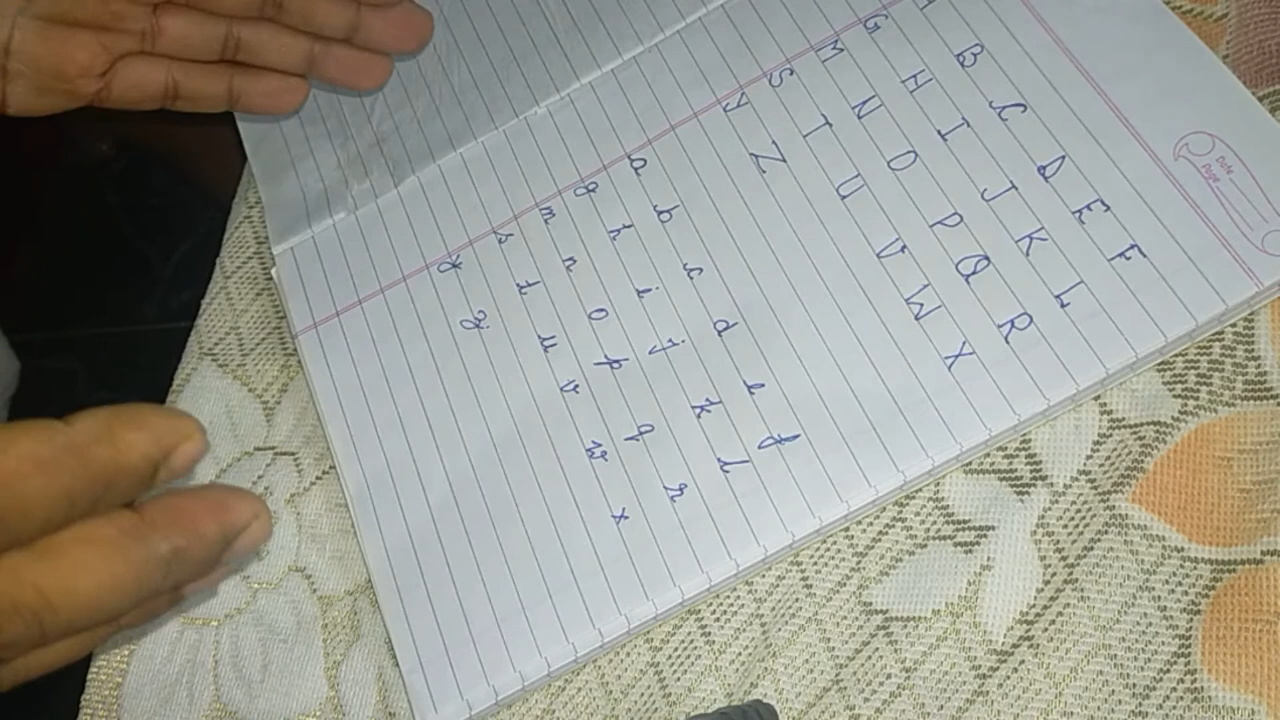 Date
Page
A B C D E F
G H I J K L
M N O P Q R
S T U V W X
Y Z
a b c d e f
g h i j k l
m n o p q r
s t u v w x
y z